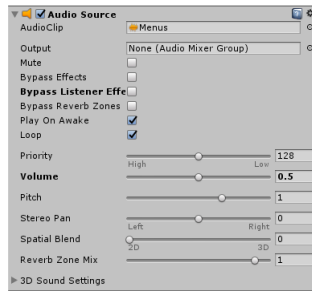 Audio Source
AudioClip Menus
Output None (Audio Mixer Group)
Mute
Bypass Effects
Bypass Listener Effe
Bypass Reverb Zones
Play On Awake
Loop
Priority 128
High Low
Volume 0.5
Pitch 1
Stereo Pan 0
Left Right
Spatial Blend 0
2D 3D
Reverb Zone Mix 1
3D Sound Settings